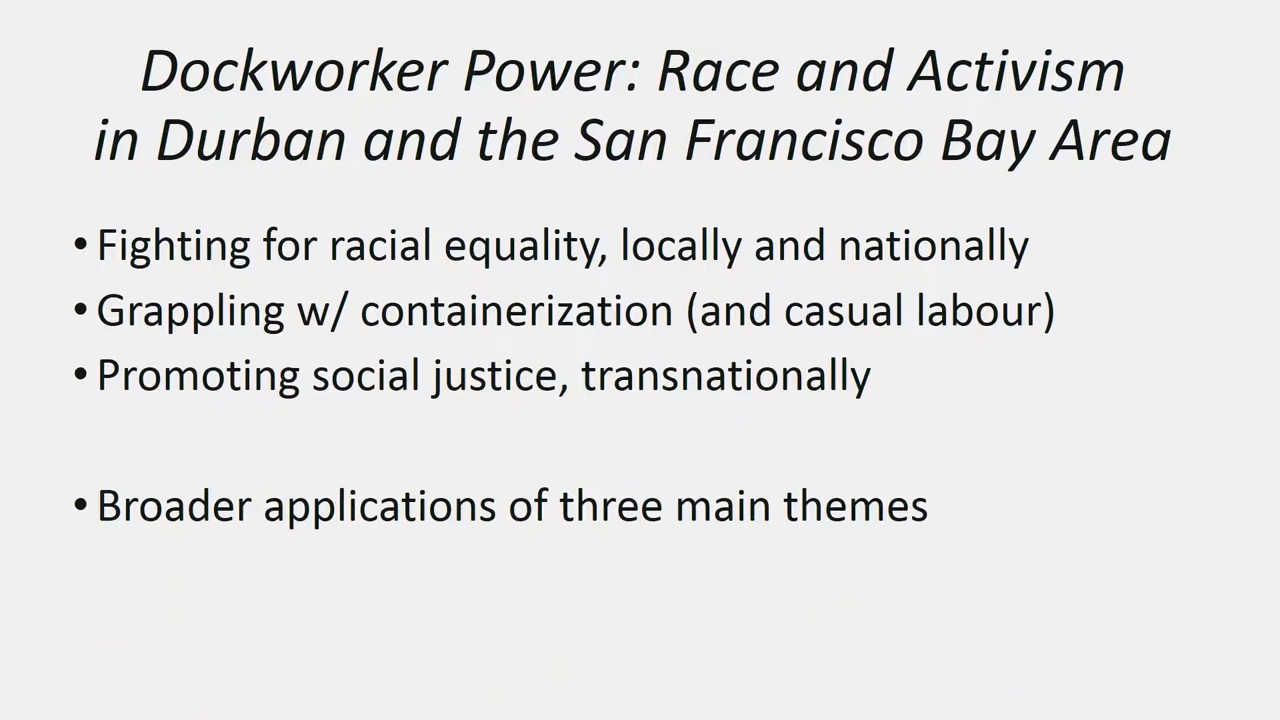 Dockworker Power: Race and Activism
in Durban and the San Francisco Bay Area
• Fighting for racial equality, locally and nationally
• Grappling w/ containerization (and casual labour)
• Promoting social justice, transnationally
• Broader applications of three main themes